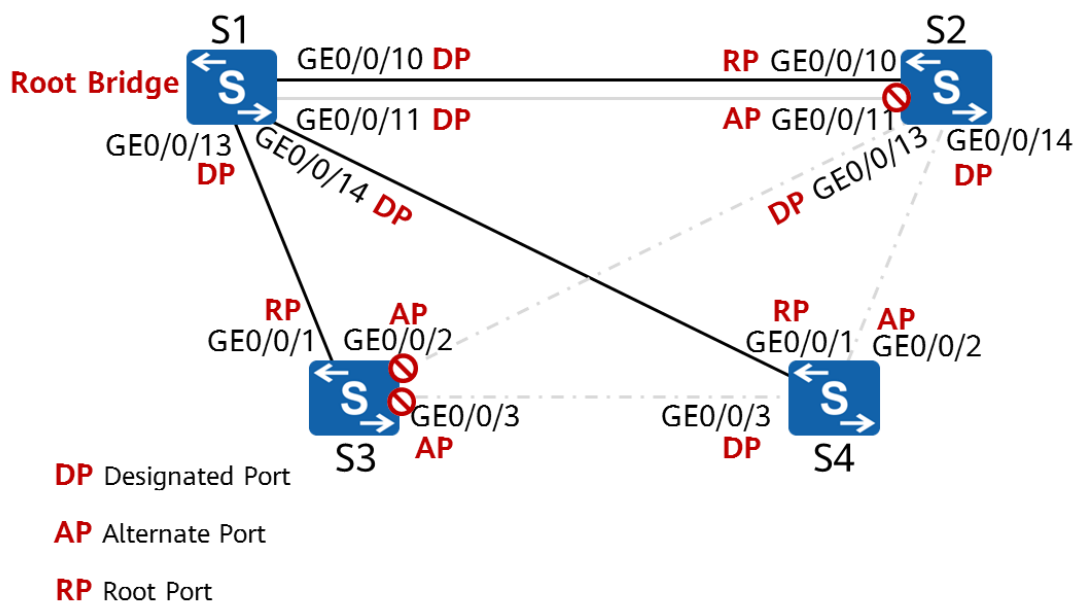 S1
S2
GE0/0/10 DP
RP GE0/0/10
Root Bridge
S
S
GE0/0/11 DP
AP GE0/0/11
GE0/0/13
DP
GE0/0/14 DP
DP GE0/0/13
GE0/0/14
DP
RP
GE0/0/1
AP
GE0/0/2
RP
GE0/0/1
AP
GE0/0/2
S
S
GE0/0/3
AP
GE0/0/3
DP
S3
S4
DP Designated Port
AP Alternate Port
RP Root Port